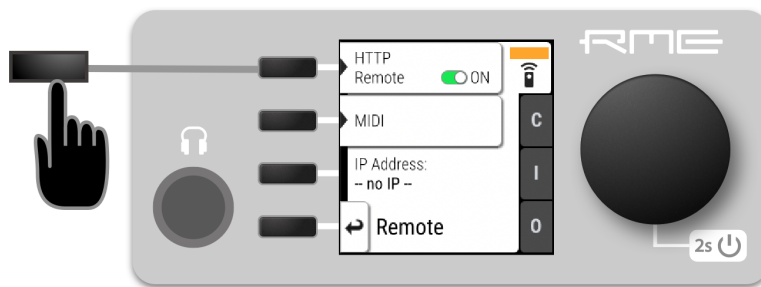 RME
HTTP
Remote ON
MIDI
C
IP Address:
-- no IP --
I
Remote
O
2s